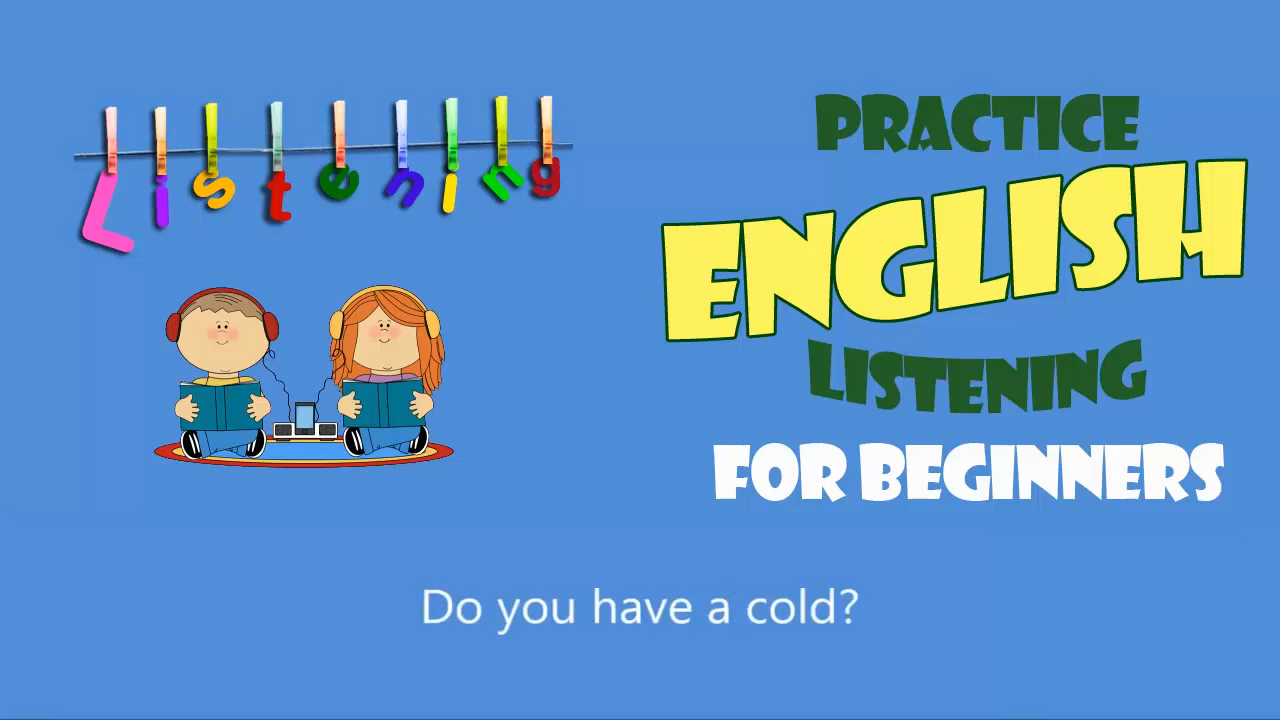 Listening
PRACTICE
ENGLISH
LISTENING
FOR BEGINNERS
Do you have a cold?